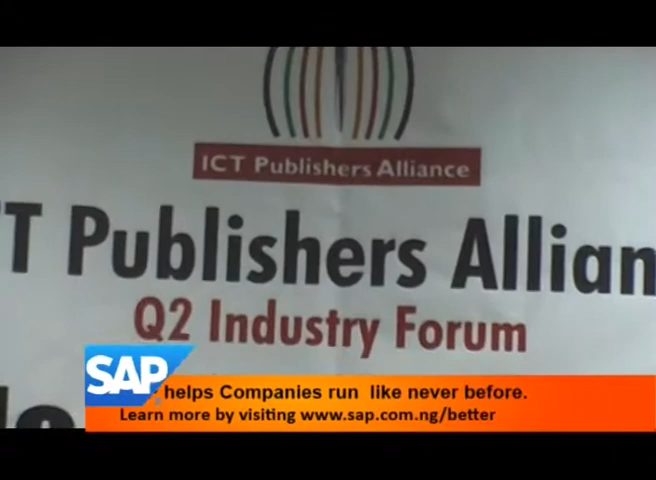 ICT Publishers Alliance
T Publishers Allian
Q2 Industry Forum
SAP
helps Companies run like never before.
Learn more by visiting www.sap.com.ng/better